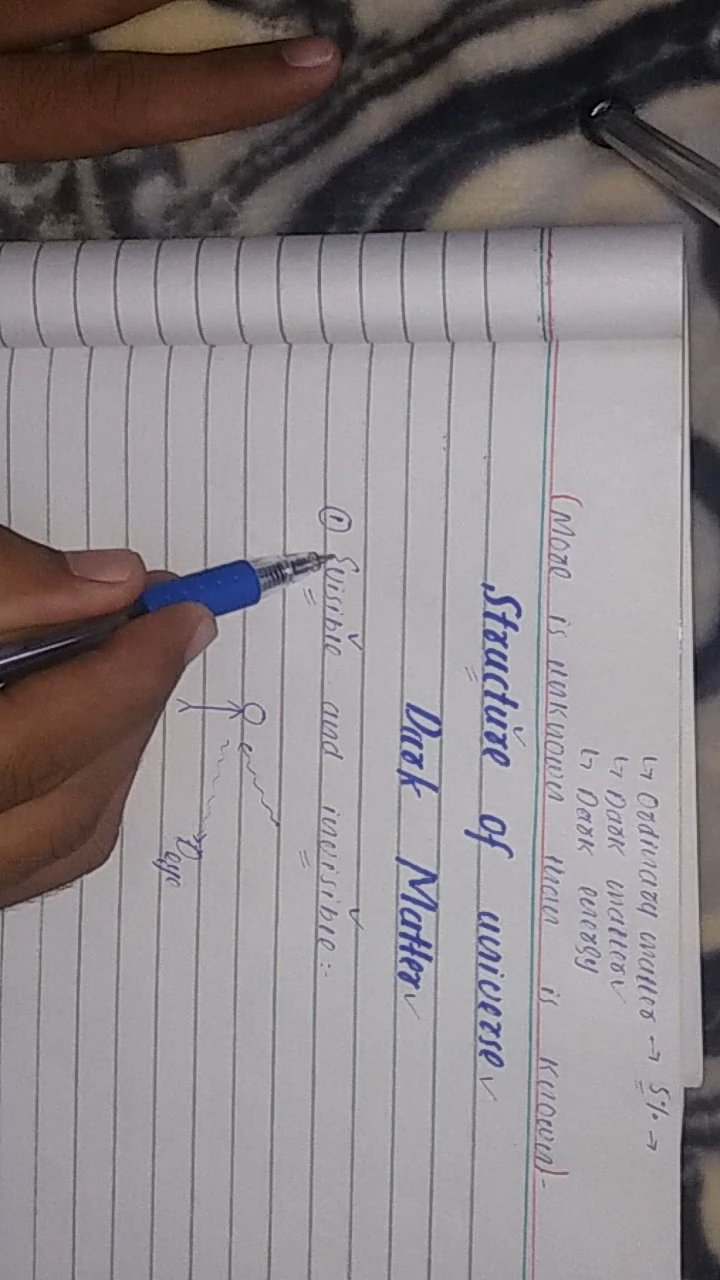 ↳ Ordinary matter → 5% →
↳ Dark matter
↳ Dark energy
(More is unknown than is known)-
Structure of universe
Dark Matter
① visible and invisible:-
eye